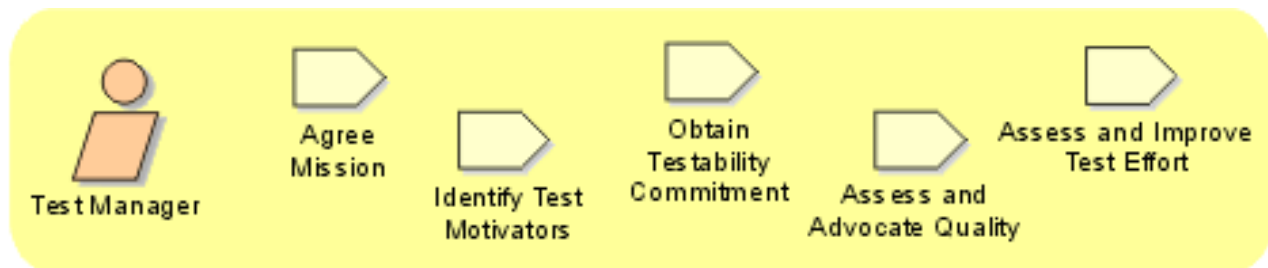 Test Manager
Agree
Mission
Identify Test
Motivators
Obtain
Testability
Commitment
Assess and
Advocate Quality
Assess and Improve
Test Effort